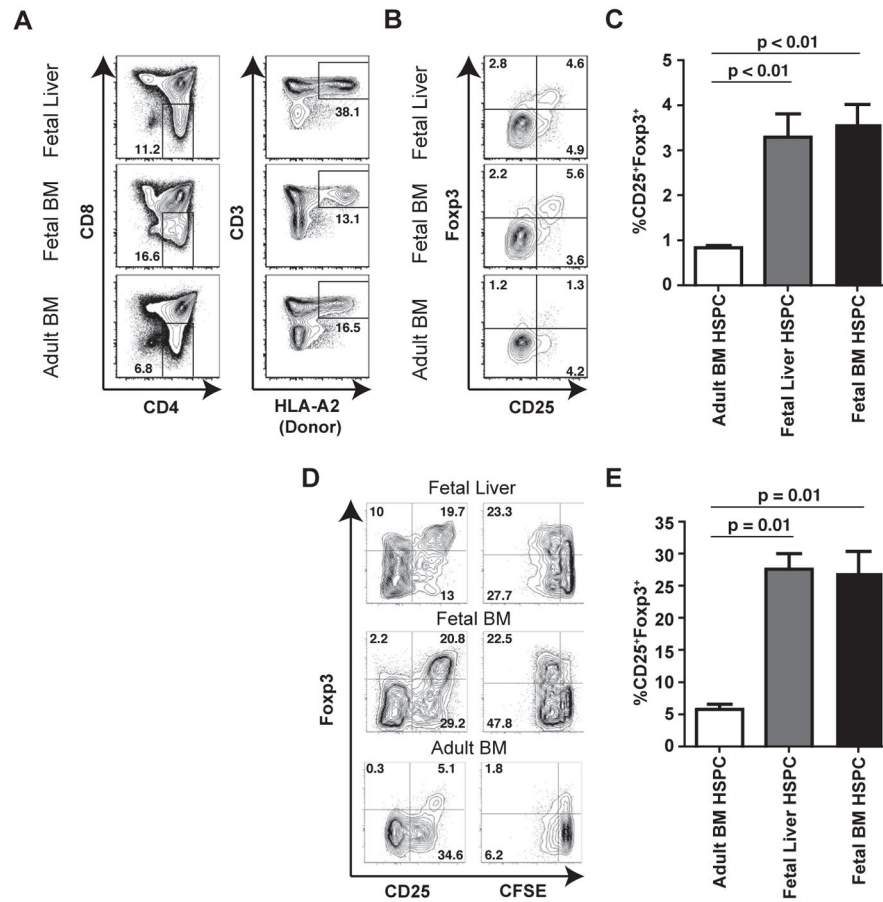 A
Fetal Liver
Fetal BM
Adult BM
CD8
11.2
16.6
6.8
CD4
CD3
38.1
13.1
16.5
HLA-A2
(Donor)
B
Fetal Liver
Fetal BM
Adult BM
Foxp3
2.8 4.6
4.9
2.2 5.6
3.6
1.2 1.3
4.2
CD25
C
p < 0.01
p < 0.01
%CD25⁺Foxp3⁺
5
4
3
2
1
0
Adult BM HSPC
Fetal Liver HSPC
Fetal BM HSPC
D
Fetal Liver
10 19.7 23.3
13 27.7
Fetal BM
2.2 20.8 22.5
29.2 47.8
Adult BM
0.3 5.1 1.8
34.6 6.2
Foxp3
CD25 CFSE
E
p = 0.01
p = 0.01
%CD25⁺Foxp3⁺
35
30
25
20
15
10
5
0
Adult BM HSPC
Fetal Liver HSPC
Fetal BM HSPC